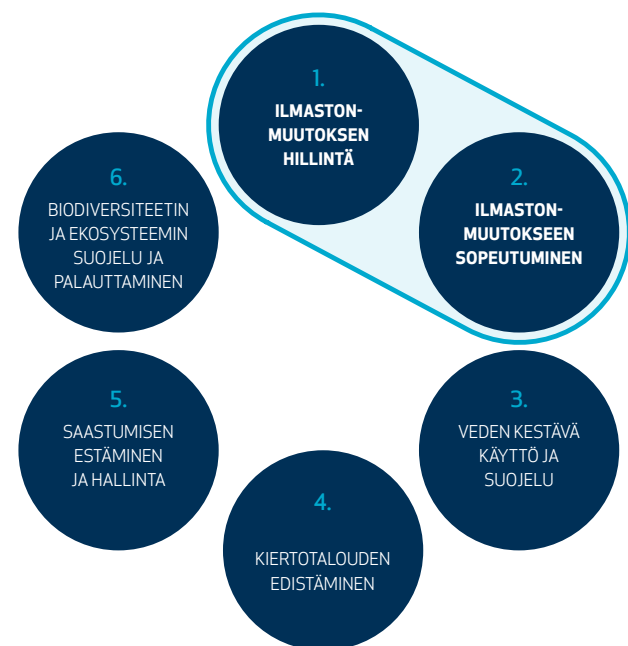 1.
ILMASTON-
MUUTOKSEN
HILLINTÄ
2.
ILMASTON-
MUUTOKSEEN
SOPEUTUMINEN
3.
VEDEN KESTÄVÄ
KÄYTTÖ JA
SUOJELU
4.
KIERTOTALOUDEN
EDISTÄMINEN
5.
SAASTUMISEN
ESTÄMINEN
JA HALLINTA
6.
BIODIVERSITEETIN
JA EKOSYSTEEMIN
SUOJELU JA
PALAUTTAMINEN